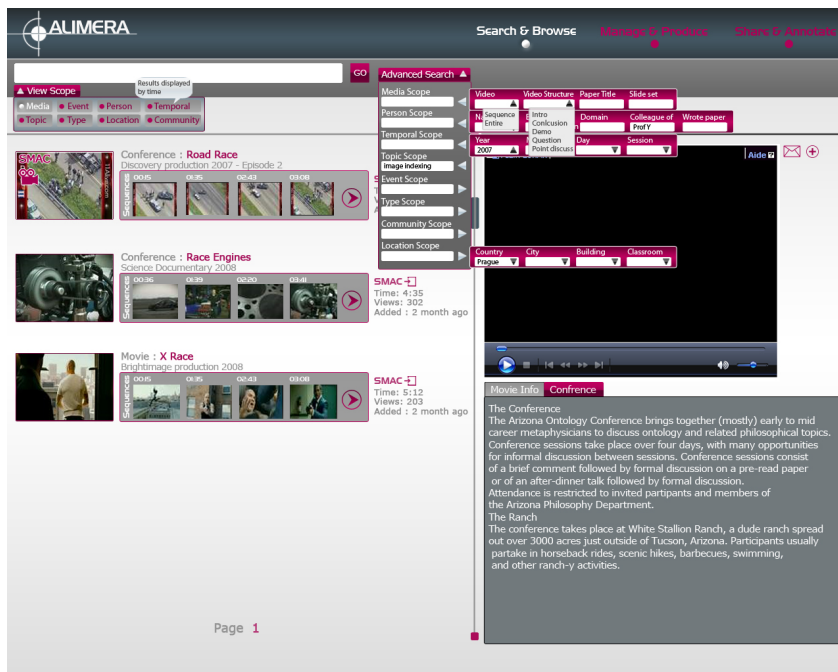 ALIMERA
Search & Browse
Manage & Produce
Share & Annotate
GO
Advanced Search
View Scope
Results displayed
by time
Media
Event
Person
Temporal
Topic
Type
Location
Community
Media Scope
Person Scope
Temporal Scope
Topic Scope
image indexing
Event Scope
Type Scope
Community Scope
Location Scope
Video
Video Structure
Paper Title
Slide set
Sequence
Entire
Intro
Conlcusion
Demo
Question
Point discuss
Domain
Colleague of
Prof Y
Wrote paper
Year
2007
Day
Session
Country
Prague
City
Building
Classroom
Aide ?
SMAC
Conference : Road Race
Discovery production 2007 - Episode 2
Sequences
00:15
01:35
02:43
03:08
Conference : Race Engines
Science Documentary 2008
Sequences
00:36
01:39
02:20
03:41
SMAC
Time: 4:35
Views: 302
Added : 2 month ago
Movie : X Race
Brightimage production 2008
Sequences
00:15
01:35
02:43
03:08
SMAC
Time: 5:12
Views: 203
Added : 2 month ago
Movie Info
Confrence
The Conference
The Arizona Ontology Conference brings together (mostly) early to mid
career metaphysicians to discuss ontology and related philosophical topics.
Conference sessions take place over four days, with many opportunities
for informal discussion between sessions. Conference sessions consist
of a brief comment followed by formal discussion on a pre-read paper
or of an after-dinner talk followed by formal discussion.
Attendance is restricted to invited partipants and members of
the Arizona Philosophy Department.
The Ranch
The conference takes place at White Stallion Ranch, a dude ranch spread
out over 3000 acres just outside of Tucson, Arizona. Participants usually
partake in horseback rides, scenic hikes, barbecues, swimming,
and other ranch-y activities.
Page 1